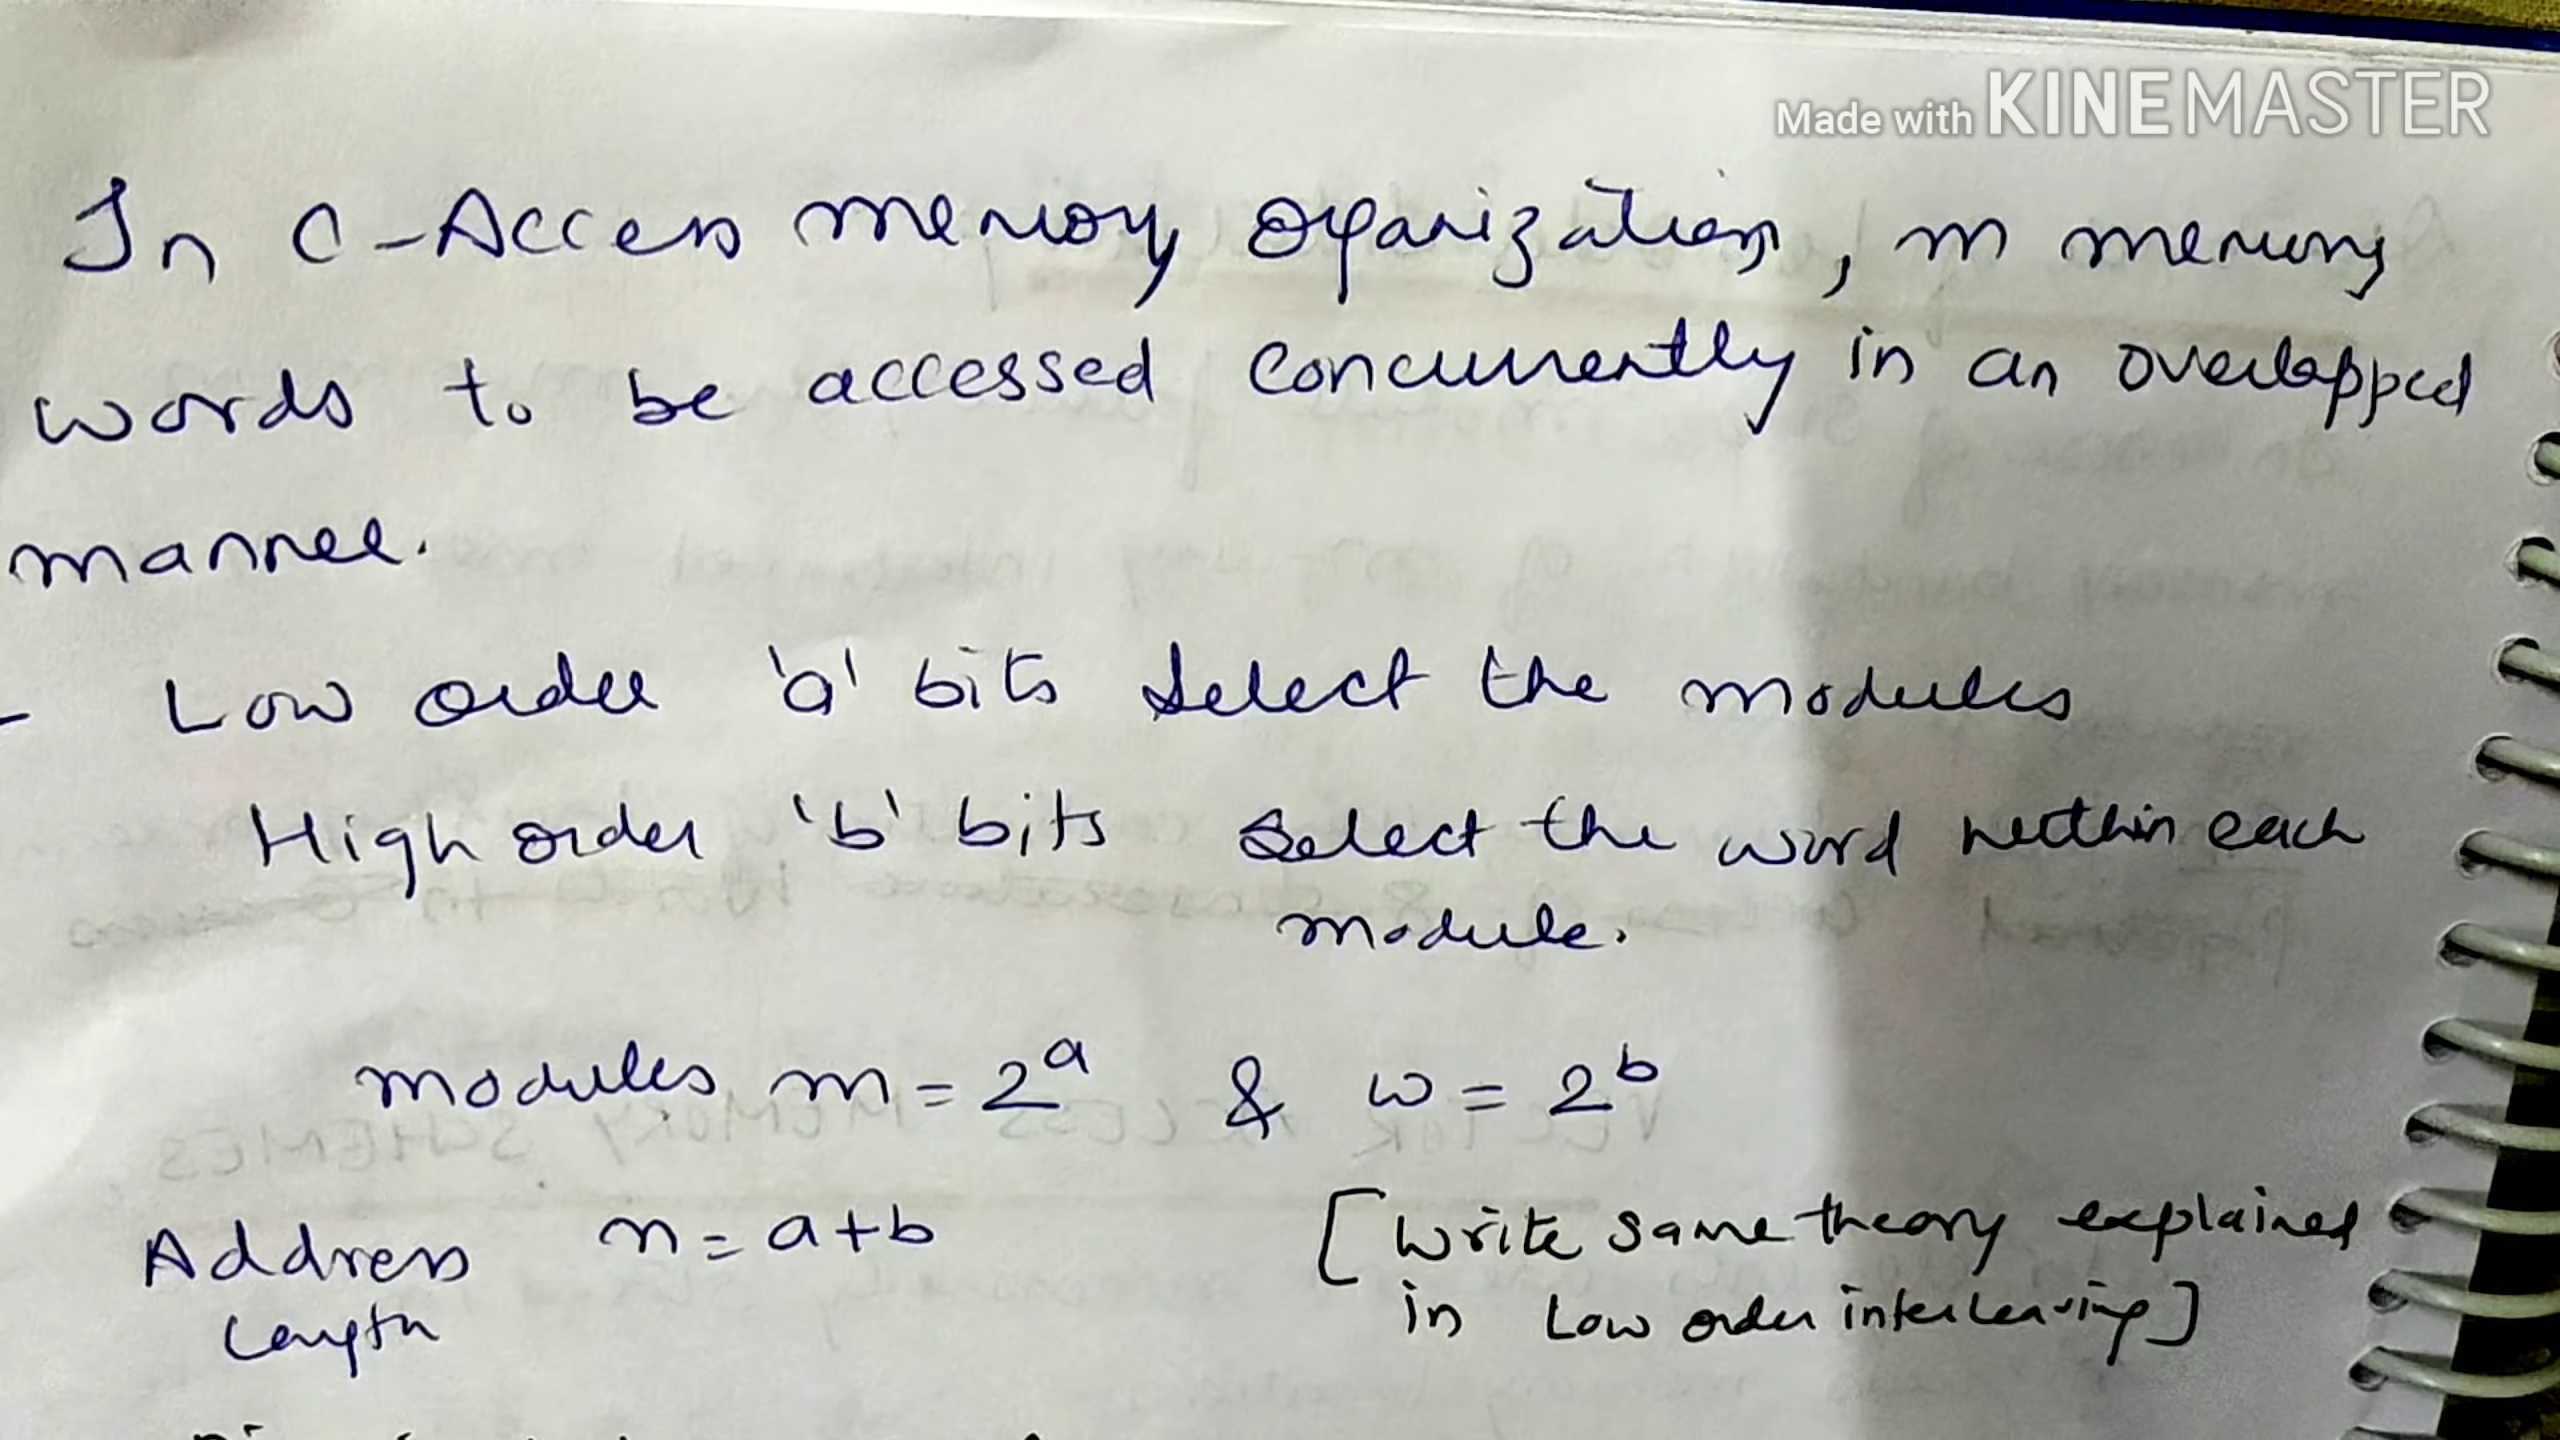 Made with KINEMASTER
In C-Access memory organization, m memory
words to be accessed concurrently in an overlapped
manner.
- Low order 'a' bits select the modules
High order 'b' bits select the word within each
module.
modules m = 2^a & w = 2^b
Address n = a+b [Write same theory explained
Length in Low order interleaving]